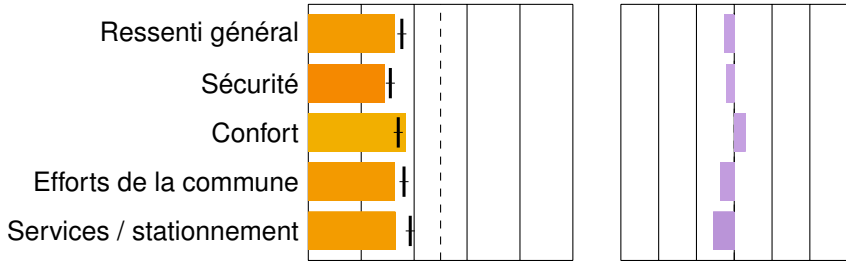 Ressenti général
Sécurité
Confort
Efforts de la commune
Services / stationnement